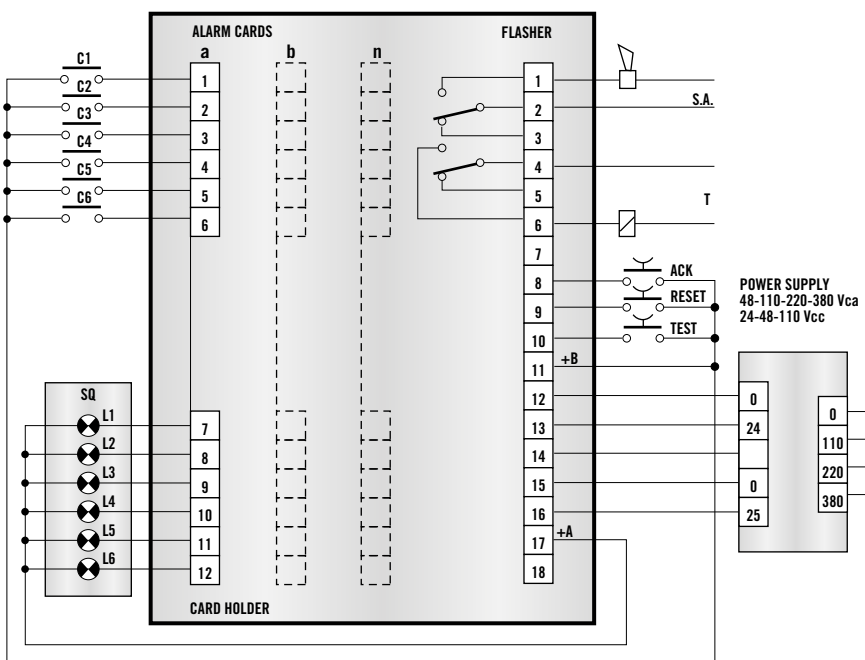 ALARM CARDS
FLASHER
a
b
n
C1
C2
C3
C4
C5
C6
1
2
3
4
5
6
1
2
3
4
5
6
7
8
9
10
11
12
13
14
15
16
17
18
S.A.
T
ACK
RESET
TEST
+B
+A
POWER SUPPLY
48-110-220-380 Vca
24-48-110 Vcc
0
24
0
25
0
110
220
380
SQ
L1
L2
L3
L4
L5
L6
7
8
9
10
11
12
CARD HOLDER